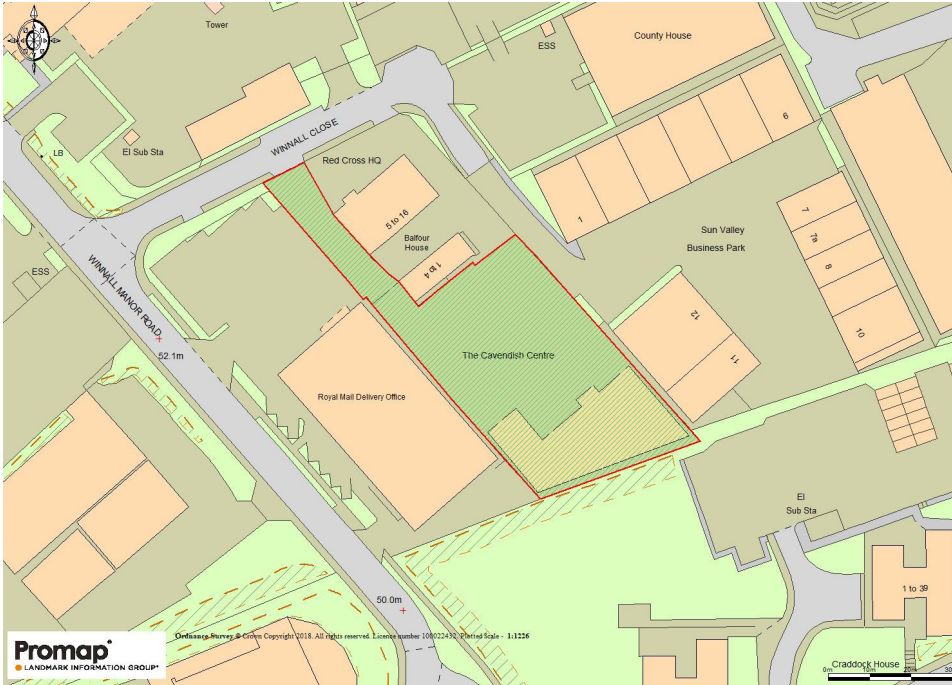 Tower
ESS
County House
WINNALL CLOSE
LB
El Sub Sta
Red Cross HQ
6
1
5 to 16
7
7a
8
10
Sun Valley
Business Park
Balfour
House
1 to 4
ESS
WINNALL MANOR ROAD
52.1m
The Cavendish Centre
12
11
Royal Mail Delivery Office
El
Sub Sta
50.0m
1 to 39
Ordnance Survey © Crown Copyright 2018. All rights reserved. Licence number 100022432. Plotted Scale - 1:1226
Promap
LANDMARK INFORMATION GROUP
Craddock House
0m 10m 20m 30